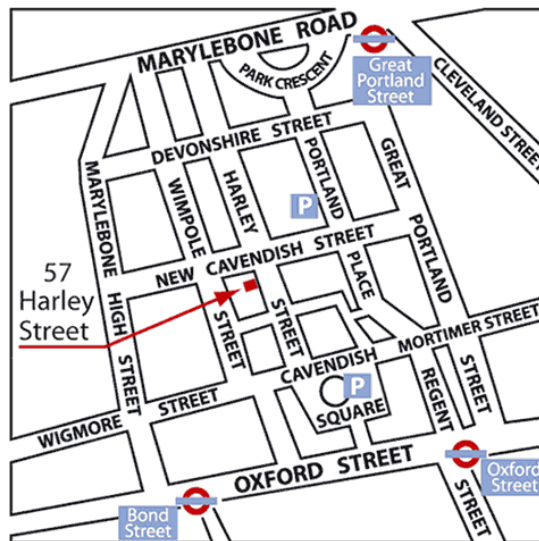 MARYLEBONE ROAD
PARK CRESCENT
Great
Portland
Street
CLEVELAND STREET
DEVONSHIRE STREET
MARYLEBONE HIGH STREET
WIMPOLE STREET
HARLEY STREET
PORTLAND PLACE
GREAT PORTLAND STREET
P
NEW CAVENDISH STREET
57
Harley
Street
MORTIMER STREET
CAVENDISH
SQUARE
P
WIGMORE STREET
REGENT STREET
OXFORD STREET
Oxford
Street
Bond
Street